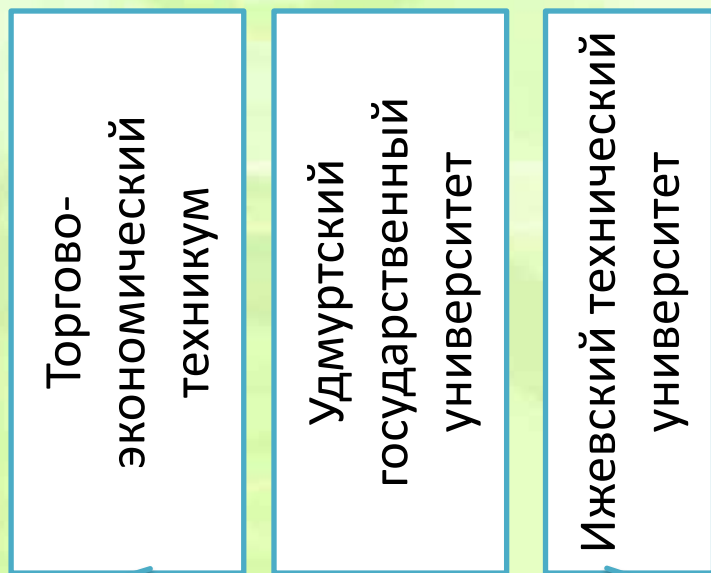 Торгово-
экономический
техникум
Удмуртский
государственный
университет
Ижевский технический
университет